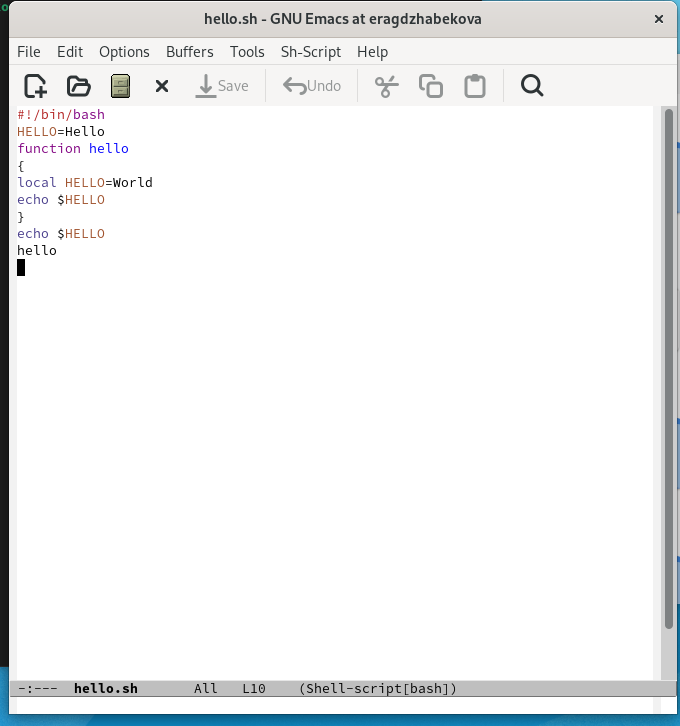 hello.sh - GNU Emacs at eragdzhabekova
File Edit Options Buffers Tools Sh-Script Help
Save Undo
#!/bin/bash
HELLO=Hello
function hello
{
local HELLO=World
echo $HELLO
}
echo $HELLO
hello
-:--- hello.sh All L10 (Shell-script[bash])